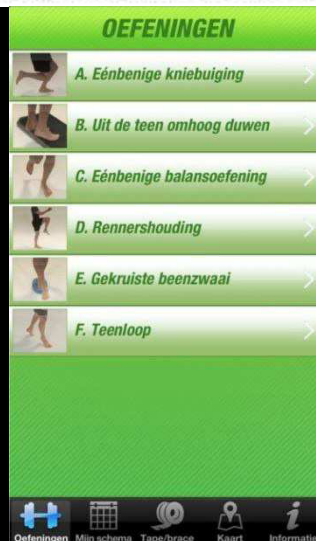 OEFENINGEN
A. Eénbenige kniebuiging
B. Uit de teen omhoog duwen
C. Eénbenige balansoefening
D. Rennershouding
E. Gekruiste beenzwaai
F. Teenloop
Oefeningen Mijn schema Tape/brace Kaart Informatie